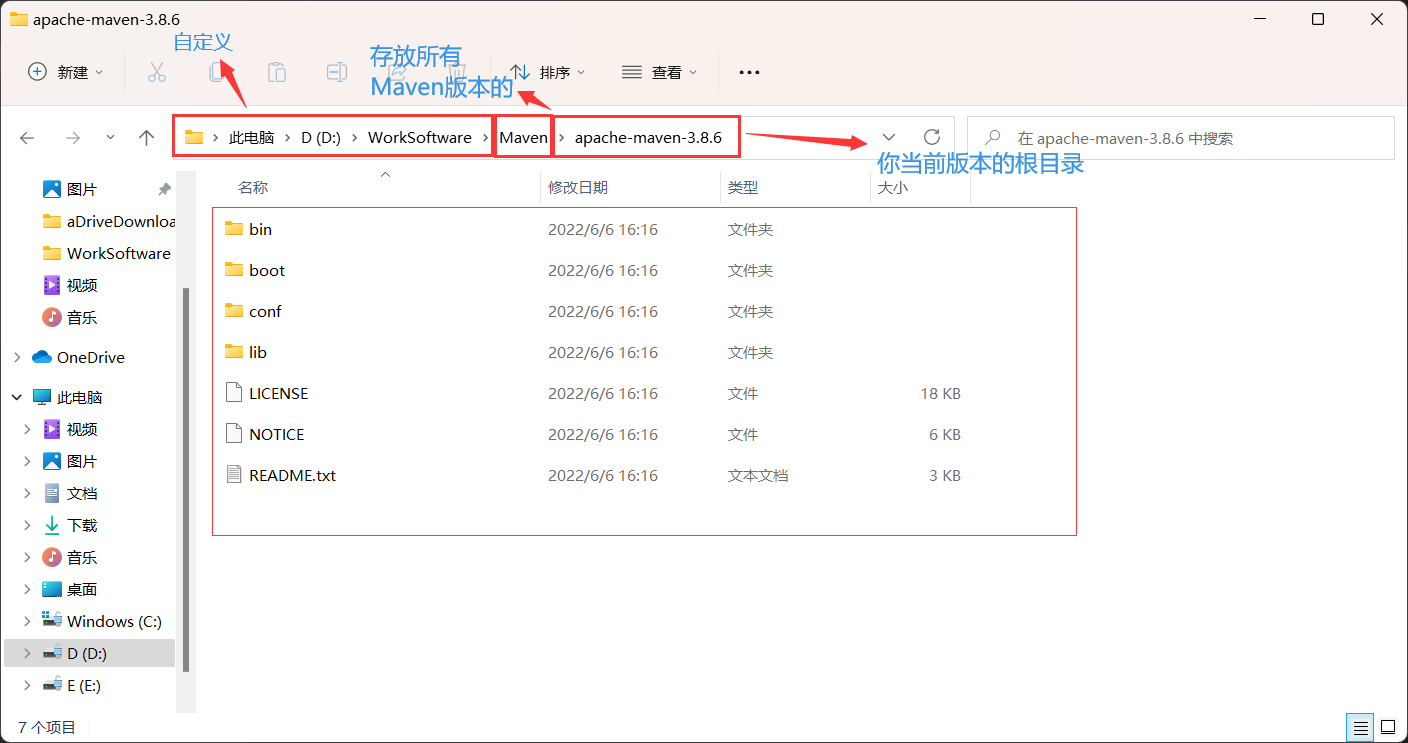 apache-maven-3.8.6
自定义
存放所有
Maven版本的
新建
排序
查看
此电脑 > D (D:) > WorkSoftware > Maven > apache-maven-3.8.6
在 apache-maven-3.8.6 中搜索
你当前版本的根目录
名称 修改日期 类型 大小
图片
aDriveDownloa
WorkSoftware
视频
音乐
OneDrive
此电脑
视频
图片
文档
下载
音乐
桌面
Windows (C:)
D (D:)
E (E:)
bin 2022/6/6 16:16 文件夹
boot 2022/6/6 16:16 文件夹
conf 2022/6/6 16:16 文件夹
lib 2022/6/6 16:16 文件夹
LICENSE 2022/6/6 16:16 文件 18 KB
NOTICE 2022/6/6 16:16 文件 6 KB
README.txt 2022/6/6 16:16 文本文档 3 KB
7 个项目